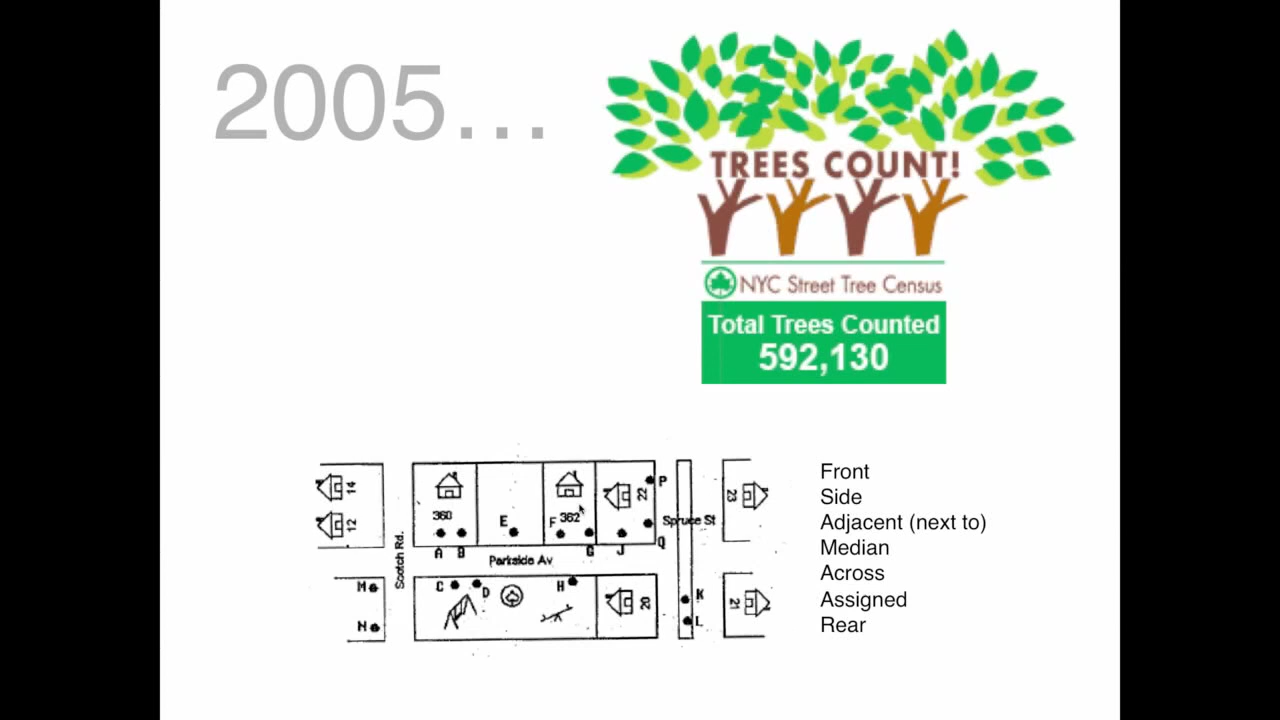 2005...
TREES COUNT!
NYC Street Tree Census
Total Trees Counted
592,130
14
12
Scotch Rd.
360
362
22
23
P
E
F
Spruce St
A
B
G
J
Q
Parkside Av
M
N
C
D
H
20
K
L
21
Front
Side
Adjacent (next to)
Median
Across
Assigned
Rear